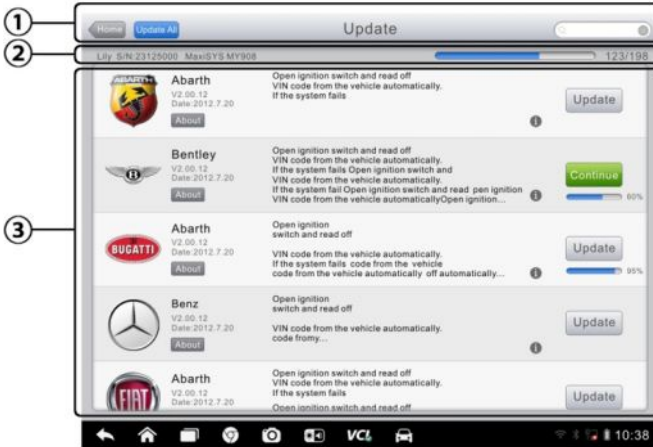 1
Home
Update All
Update
2
Lily S/N:23125000 MaxiSYS MY908
123/198
3
ABARTH
Abarth
V2.00.12
Date:2012.7.20
About
Open ignition switch and read off
VIN code from the vehicle automatically.
If the system fails
Update
Bentley
V2.00.12
Date:2012.7.20
About
Open ignition switch and read off
VIN code from the vehicle automatically.
If the system fails Open ignition switch and
VIN code from the vehicle automatically.
If the system fail Open ignition switch and read pen ignition
VIN code from the vehicle automaticallyOpen ignition...
Continue
60%
BUGATTI
Abarth
V2.00.12
Date:2012.7.20
About
Open ignition
switch and read off
VIN code from the vehicle automatically.
If the system fails code from the vehicle
code from the vehicle automatically off automatically...
Update
95%
Benz
V2.00.12
Date:2012.7.20
About
Open ignition
switch and read off
VIN code from the vehicle automatically.
code fromy...
Update
FIAT
Abarth
V2.00.12
Date:2012.7.20
Open ignition switch and read off
VIN code from the vehicle automatically.
If the system fails
Open ignition switch and read off
Update
VCI
10:38